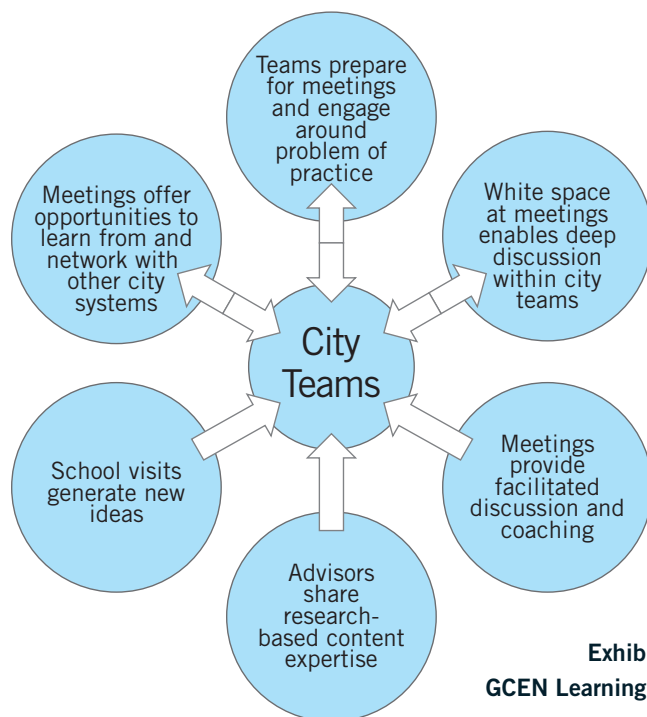 Teams prepare
for meetings
and engage
around
problem of
practice
Meetings offer
opportunities to
learn from and
network with
other city
systems
White space
at meetings
enables deep
discussion
within city
teams
City
Teams
School visits
generate new
ideas
Meetings
provide
facilitated
discussion and
coaching
Advisors
share
research-
based content
expertise
GCEN Learning